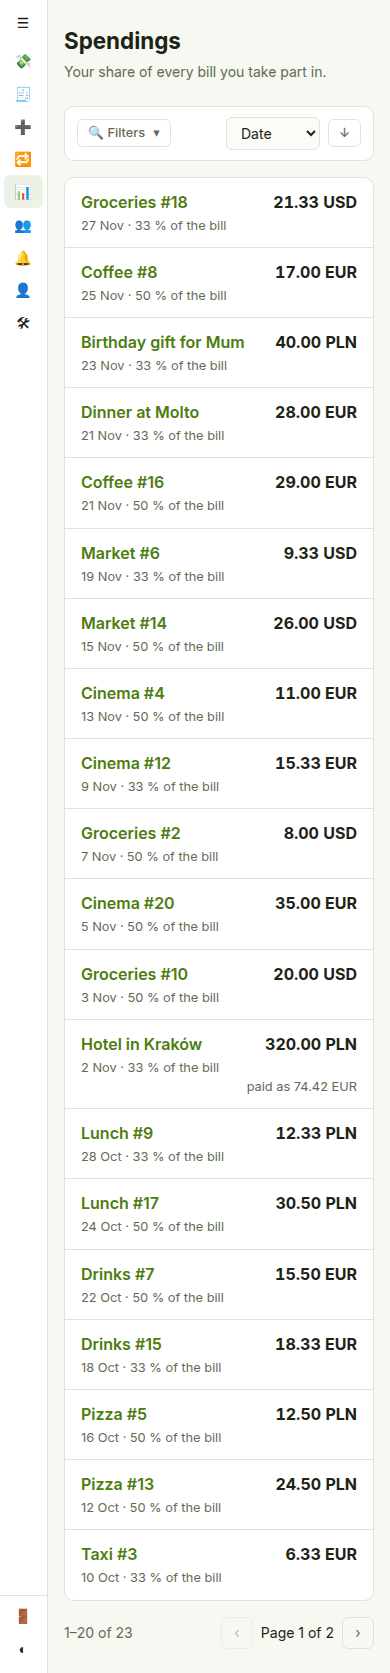 Spendings
Your share of every bill you take part in.
Filters ▾
Date
↓
Groceries #18 21.33 USD
27 Nov · 33 % of the bill
Coffee #8 17.00 EUR
25 Nov · 50 % of the bill
Birthday gift for Mum 40.00 PLN
23 Nov · 33 % of the bill
Dinner at Molto 28.00 EUR
21 Nov · 33 % of the bill
Coffee #16 29.00 EUR
21 Nov · 50 % of the bill
Market #6 9.33 USD
19 Nov · 33 % of the bill
Market #14 26.00 USD
15 Nov · 50 % of the bill
Cinema #4 11.00 EUR
13 Nov · 50 % of the bill
Cinema #12 15.33 EUR
9 Nov · 33 % of the bill
Groceries #2 8.00 USD
7 Nov · 50 % of the bill
Cinema #20 35.00 EUR
5 Nov · 50 % of the bill
Groceries #10 20.00 USD
3 Nov · 50 % of the bill
Hotel in Kraków 320.00 PLN
2 Nov · 33 % of the bill
paid as 74.42 EUR
Lunch #9 12.33 PLN
28 Oct · 33 % of the bill
Lunch #17 30.50 PLN
24 Oct · 50 % of the bill
Drinks #7 15.50 EUR
22 Oct · 50 % of the bill
Drinks #15 18.33 EUR
18 Oct · 33 % of the bill
Pizza #5 12.50 PLN
16 Oct · 50 % of the bill
Pizza #13 24.50 PLN
12 Oct · 50 % of the bill
Taxi #3 6.33 EUR
10 Oct · 33 % of the bill
1–20 of 23 ‹ Page 1 of 2 ›